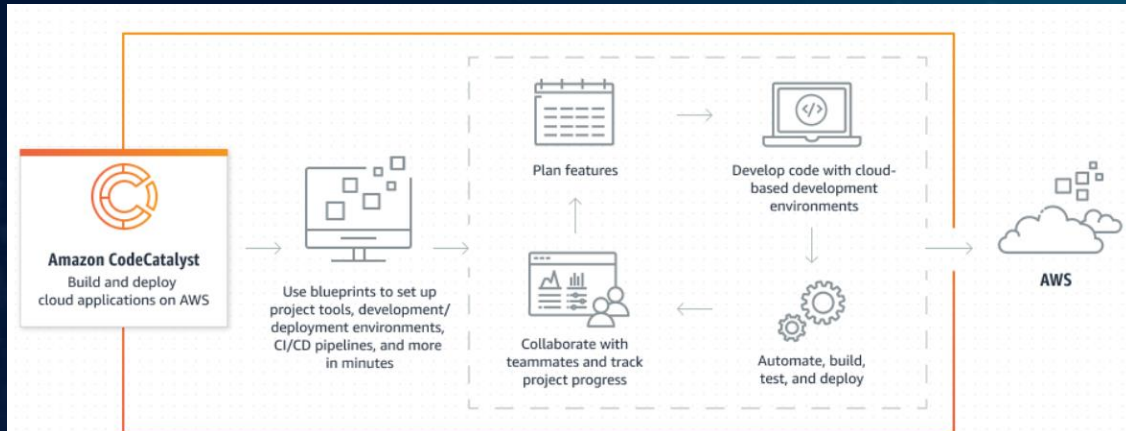 Amazon CodeCatalyst
Build and deploy
cloud applications on AWS
Use blueprints to set up
project tools, development/
deployment environments,
CI/CD pipelines, and more
in minutes
Plan features
Develop code with cloud-
based development
environments
Collaborate with
teammates and track
project progress
Automate, build,
test, and deploy
AWS